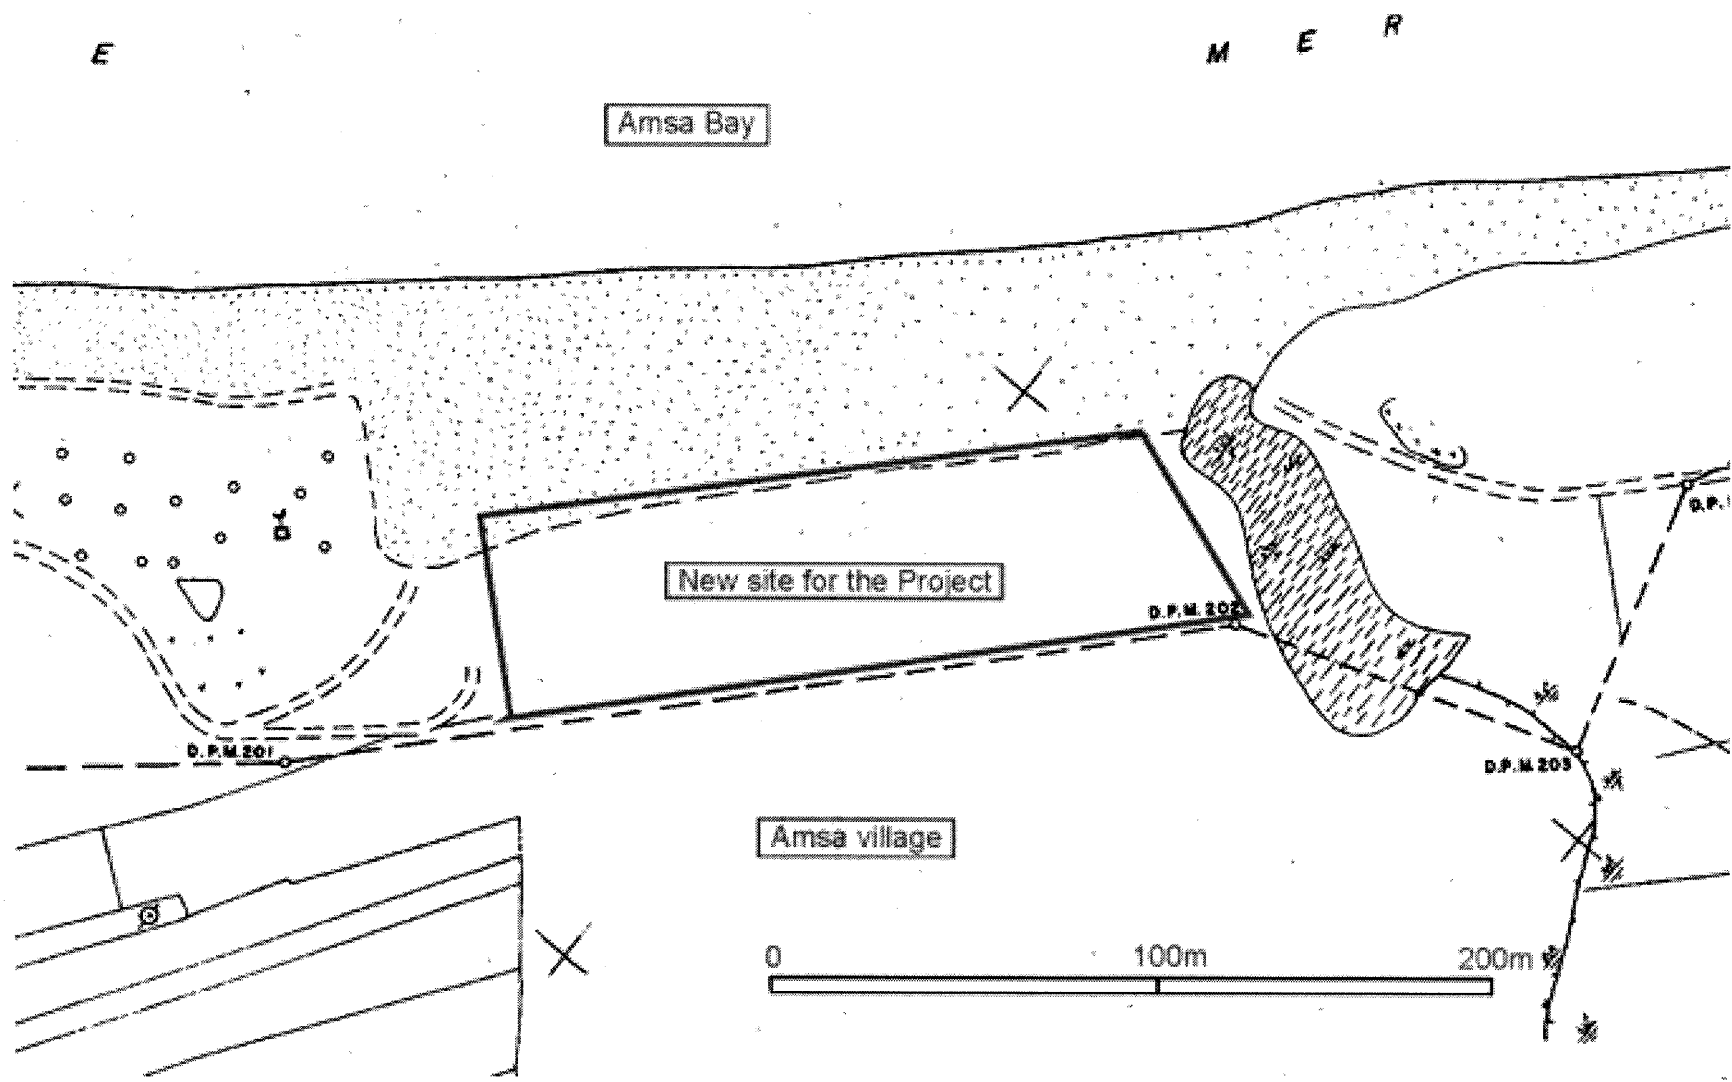 E
M E R
Amsa Bay
New site for the Project
D.P.M. 202
D.P.
D.P.M. 201
D.P.M. 203
Amsa village
0 100m 200m